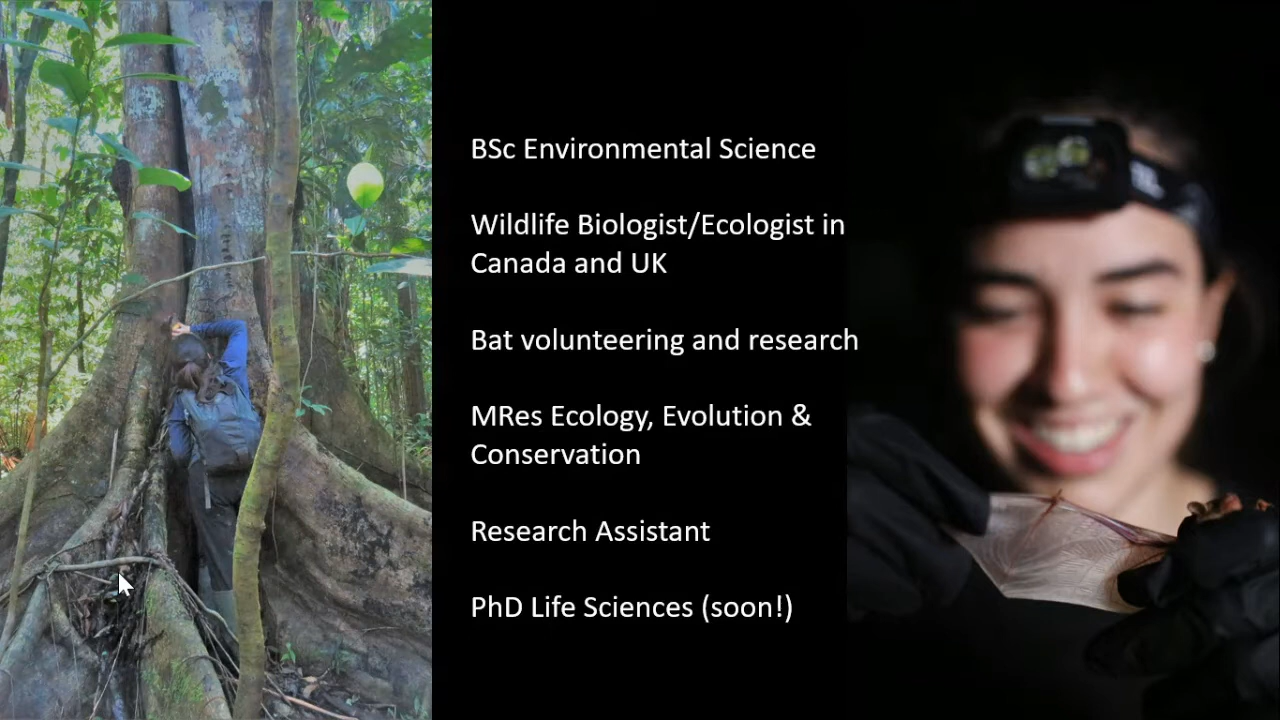 BSc Environmental Science
Wildlife Biologist/Ecologist in
Canada and UK
Bat volunteering and research
MRes Ecology, Evolution &
Conservation
Research Assistant
PhD Life Sciences (soon!)